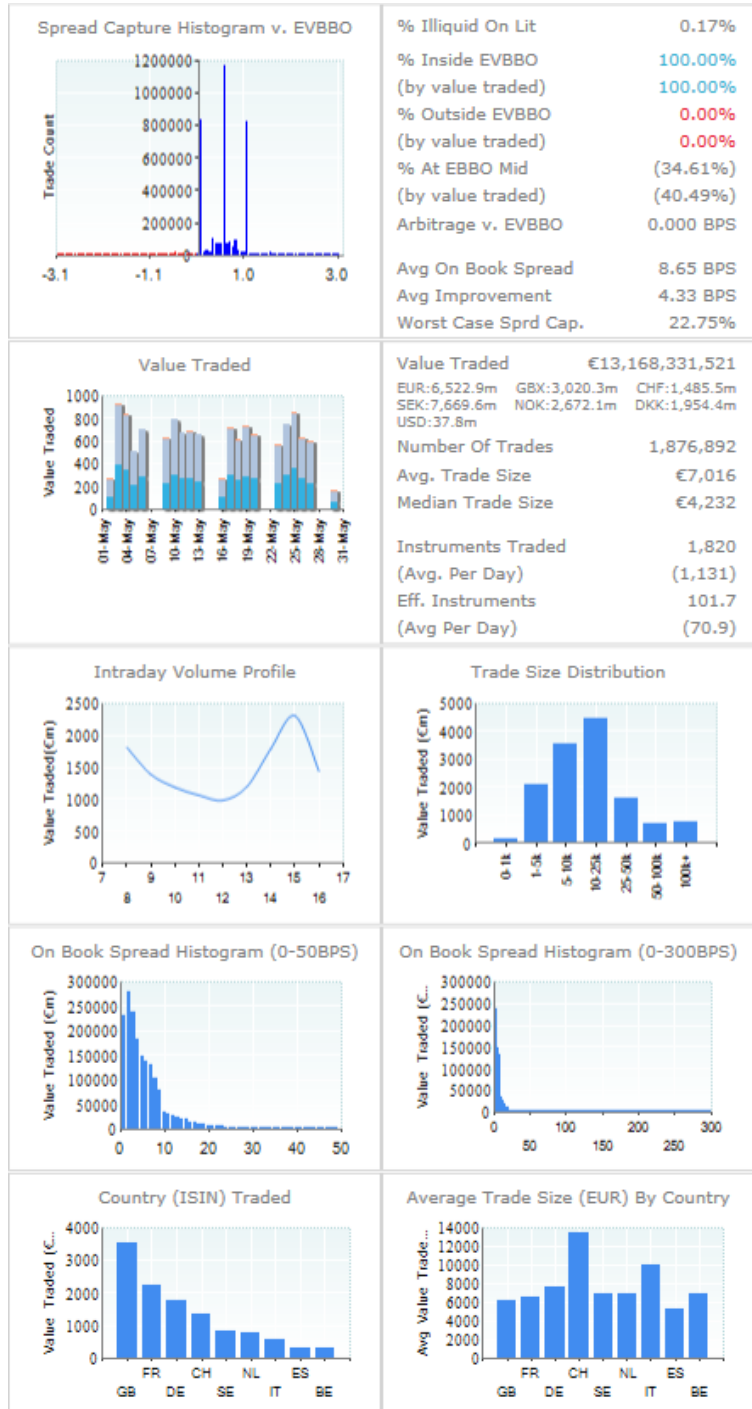 Spread Capture Histogram v. EVBBO
Trade Count
1200000
1000000
800000
600000
400000
200000
0
-3.1 -1.1 1.0 3.0
% Illiquid On Lit 0.17%
% Inside EVBBO 100.00%
(by value traded) 100.00%
% Outside EVBBO 0.00%
(by value traded) 0.00%
% At EBBO Mid (34.61%)
(by value traded) (40.49%)
Arbitrage v. EVBBO 0.000 BPS
Avg On Book Spread 8.65 BPS
Avg Improvement 4.33 BPS
Worst Case Sprd Cap. 22.75%
Value Traded
Value Traded
1000
800
600
400
200
0
01-May 04-May 07-May 10-May 13-May 16-May 19-May 22-May 25-May 28-May 31-May
Value Traded €13,168,331,521
EUR:6,522.9m GBX:3,020.3m CHF:1,485.5m
SEK:7,669.6m NOK:2,672.1m DKK:1,954.4m
USD:37.8m
Number Of Trades 1,876,892
Avg. Trade Size €7,016
Median Trade Size €4,232
Instruments Traded 1,820
(Avg. Per Day) (1,131)
Eff. Instruments 101.7
(Avg Per Day) (70.9)
Intraday Volume Profile
Value Traded(€m)
2500
2000
1500
1000
500
0
7 9 11 13 15 17
8 10 12 14 16
Trade Size Distribution
Value Traded (€m)
5000
4000
3000
2000
1000
0
0-1k 1-5k 5-10k 10-25k 25-50k 50-100k 100k+
On Book Spread Histogram (0-50BPS)
Value Traded (€m)
300000
250000
200000
150000
100000
50000
0
0 10 20 30 40 50
On Book Spread Histogram (0-300BPS)
Value Traded (€...
300000
250000
200000
150000
100000
50000
0
0 100 200 300
50 150 250
Country (ISIN) Traded
Value Traded (€...
4000
3000
2000
1000
0
FR CH NL ES
GB DE SE IT BE
Average Trade Size (EUR) By Country
Avg Value Trade...
14000
12000
10000
8000
6000
4000
2000
0
FR CH NL ES
GB DE SE IT BE